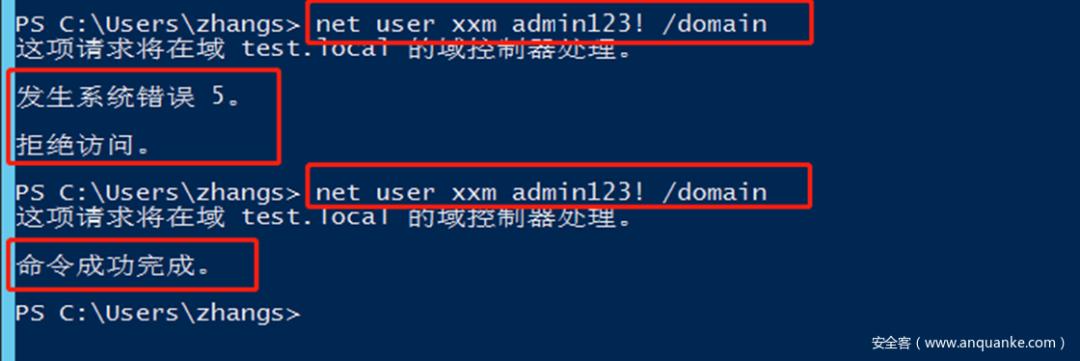 PS C:\Users\zhangs> net user xxm admin123! /domain
这项请求将在域 test.local 的域控制器处理。
发生系统错误 5。
拒绝访问。
PS C:\Users\zhangs> net user xxm admin123! /domain
这项请求将在域 test.local 的域控制器处理。
命令成功完成。
PS C:\Users\zhangs>
安全客（www.anquanke.com）